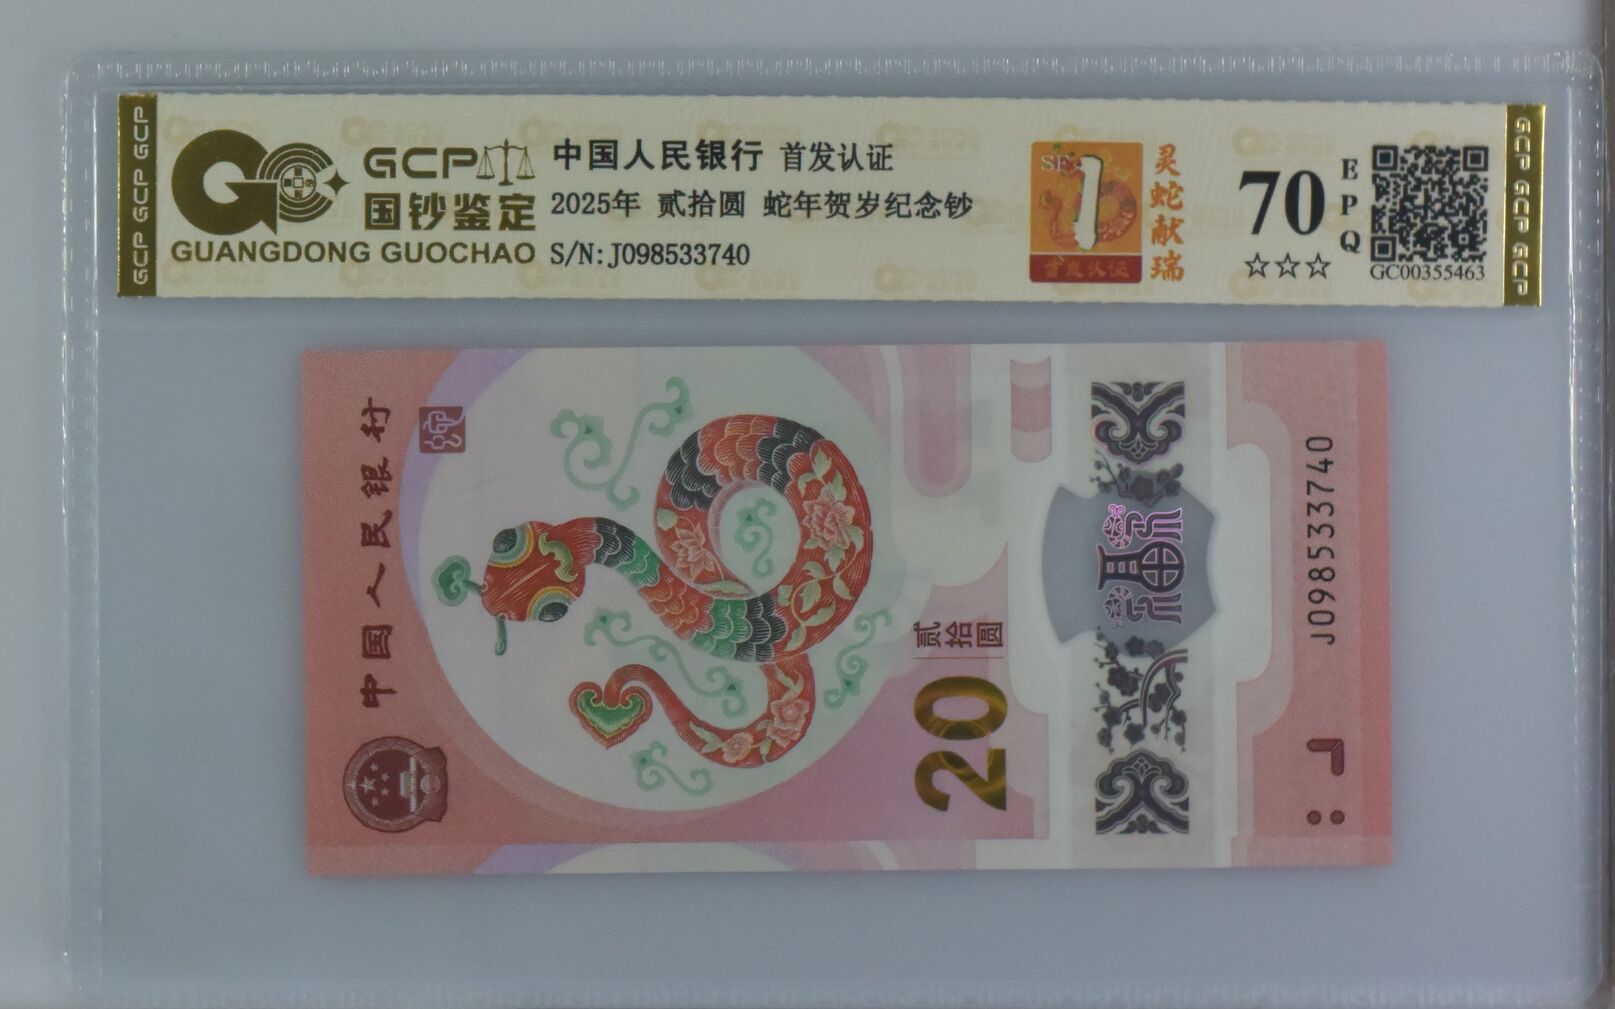 GCP GCP GCP
GCP
国钞鉴定
GUANGDONG GUOCHAO
中国人民银行 首发认证
2025年 贰拾圆 蛇年贺岁纪念钞
S/N:J098533740
1
首发认证
灵蛇献瑞
70
EPQ
☆☆☆
GC00355463
GCP GCP GCP
中国人民银行
贰拾圆
20
福
J098533740